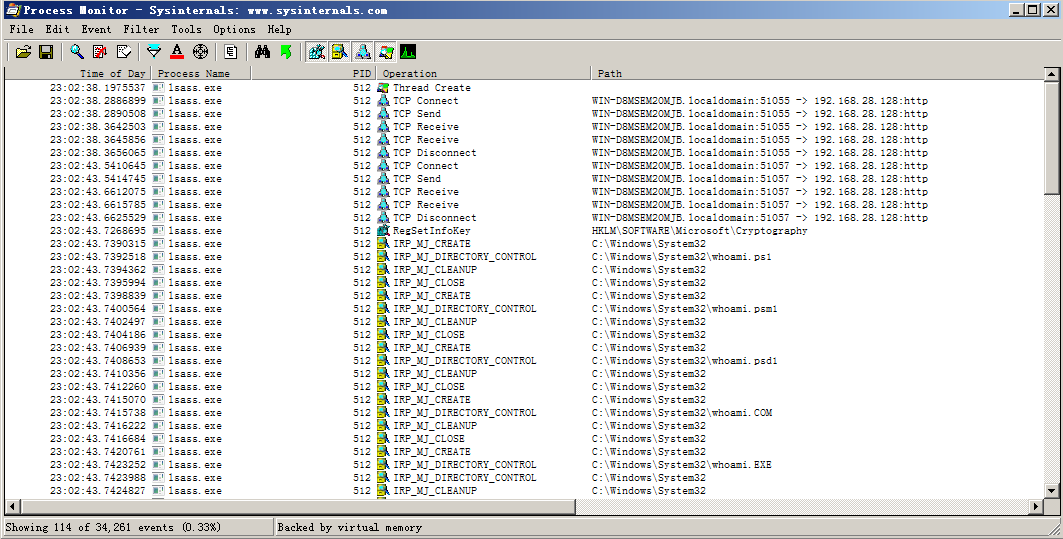 Process Monitor - Sysinternals: www.sysinternals.com
File Edit Event Filter Tools Options Help
Time of Day Process Name PID Operation Path
23:02:38.1975537 lsass.exe 512 Thread Create
23:02:38.2886899 lsass.exe 512 TCP Connect WIN-D8MSEM2OMJB.localdomain:51055 -> 192.168.28.128:http
23:02:38.2890508 lsass.exe 512 TCP Send WIN-D8MSEM2OMJB.localdomain:51055 -> 192.168.28.128:http
23:02:38.3642503 lsass.exe 512 TCP Receive WIN-D8MSEM2OMJB.localdomain:51055 -> 192.168.28.128:http
23:02:38.3645856 lsass.exe 512 TCP Receive WIN-D8MSEM2OMJB.localdomain:51055 -> 192.168.28.128:http
23:02:38.3656065 lsass.exe 512 TCP Disconnect WIN-D8MSEM2OMJB.localdomain:51055 -> 192.168.28.128:http
23:02:43.5410645 lsass.exe 512 TCP Connect WIN-D8MSEM2OMJB.localdomain:51057 -> 192.168.28.128:http
23:02:43.5414745 lsass.exe 512 TCP Send WIN-D8MSEM2OMJB.localdomain:51057 -> 192.168.28.128:http
23:02:43.6612075 lsass.exe 512 TCP Receive WIN-D8MSEM2OMJB.localdomain:51057 -> 192.168.28.128:http
23:02:43.6615785 lsass.exe 512 TCP Receive WIN-D8MSEM2OMJB.localdomain:51057 -> 192.168.28.128:http
23:02:43.6625529 lsass.exe 512 TCP Disconnect WIN-D8MSEM2OMJB.localdomain:51057 -> 192.168.28.128:http
23:02:43.7268695 lsass.exe 512 RegSetInfoKey HKLM\SOFTWARE\Microsoft\Cryptography
23:02:43.7390315 lsass.exe 512 IRP_MJ_CREATE C:\Windows\System32
23:02:43.7392518 lsass.exe 512 IRP_MJ_DIRECTORY_CONTROL C:\Windows\System32\whoami.ps1
23:02:43.7394362 lsass.exe 512 IRP_MJ_CLEANUP C:\Windows\System32
23:02:43.7395994 lsass.exe 512 IRP_MJ_CLOSE C:\Windows\System32
23:02:43.7398839 lsass.exe 512 IRP_MJ_CREATE C:\Windows\System32
23:02:43.7400564 lsass.exe 512 IRP_MJ_DIRECTORY_CONTROL C:\Windows\System32\whoami.psm1
23:02:43.7402497 lsass.exe 512 IRP_MJ_CLEANUP C:\Windows\System32
23:02:43.7404186 lsass.exe 512 IRP_MJ_CLOSE C:\Windows\System32
23:02:43.7406939 lsass.exe 512 IRP_MJ_CREATE C:\Windows\System32
23:02:43.7408653 lsass.exe 512 IRP_MJ_DIRECTORY_CONTROL C:\Windows\System32\whoami.psd1
23:02:43.7410356 lsass.exe 512 IRP_MJ_CLEANUP C:\Windows\System32
23:02:43.7412260 lsass.exe 512 IRP_MJ_CLOSE C:\Windows\System32
23:02:43.7415070 lsass.exe 512 IRP_MJ_CREATE C:\Windows\System32
23:02:43.7415738 lsass.exe 512 IRP_MJ_DIRECTORY_CONTROL C:\Windows\System32\whoami.COM
23:02:43.7416222 lsass.exe 512 IRP_MJ_CLEANUP C:\Windows\System32
23:02:43.7416684 lsass.exe 512 IRP_MJ_CLOSE C:\Windows\System32
23:02:43.7420761 lsass.exe 512 IRP_MJ_CREATE C:\Windows\System32
23:02:43.7423252 lsass.exe 512 IRP_MJ_DIRECTORY_CONTROL C:\Windows\System32\whoami.EXE
23:02:43.7423988 lsass.exe 512 IRP_MJ_DIRECTORY_CONTROL C:\Windows\System32
23:02:43.7424827 lsass.exe 512 IRP_MJ_CLEANUP C:\Windows\System32
Showing 114 of 34,261 events (0.33%) Backed by virtual memory